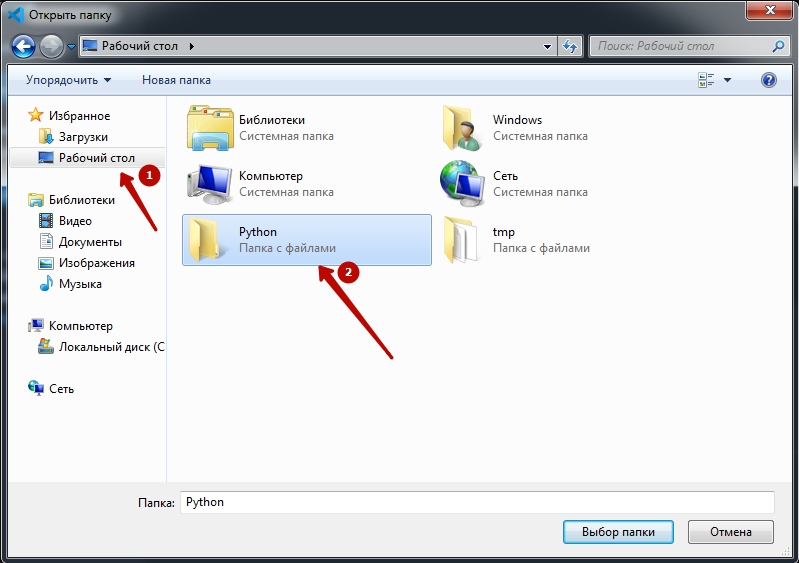 Открыть папку
Рабочий стол
Поиск: Рабочий стол
Упорядочить
Новая папка
Избранное
Загрузки
Рабочий стол
1
Библиотеки
Видео
Документы
Изображения
Музыка
Компьютер
Локальный диск (C
Сеть
Библиотеки
Системная папка
Windows
Системная папка
Компьютер
Системная папка
Сеть
Системная папка
Python
Папка с файлами
2
tmp
Папка с файлами
Папка: Python
Выбор папки
Отмена